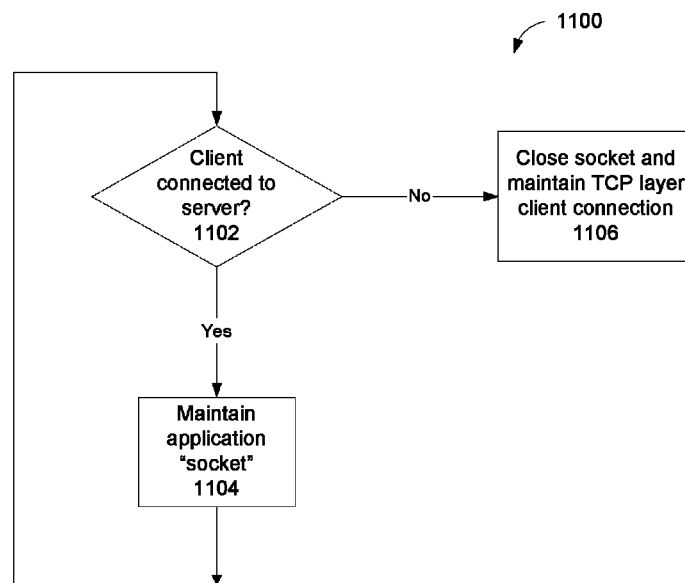 1100
Client
connected to
server?
1102
No
Close socket and
maintain TCP layer
client connection
1106
Yes
Maintain
application
“socket”
1104